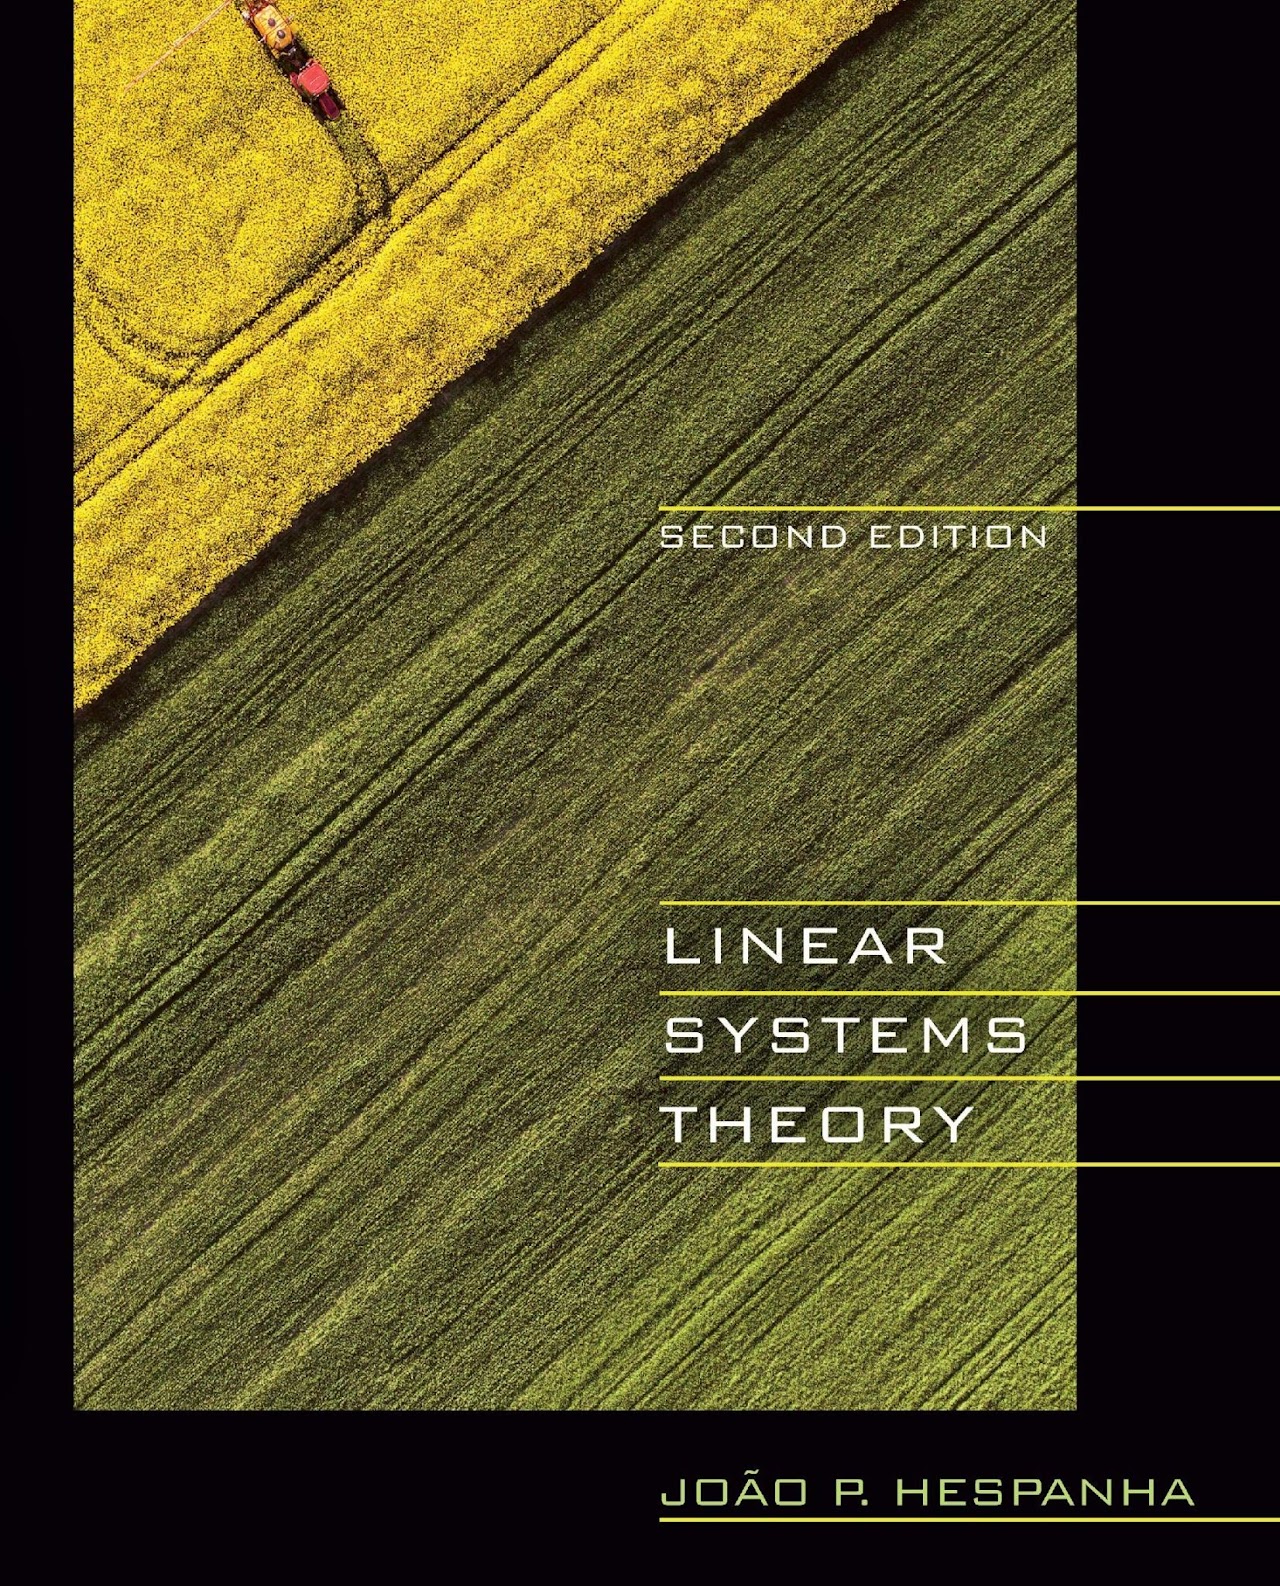 SECOND EDITION
LINEAR
SYSTEMS
THEORY
JOÃO P. HESPANHA